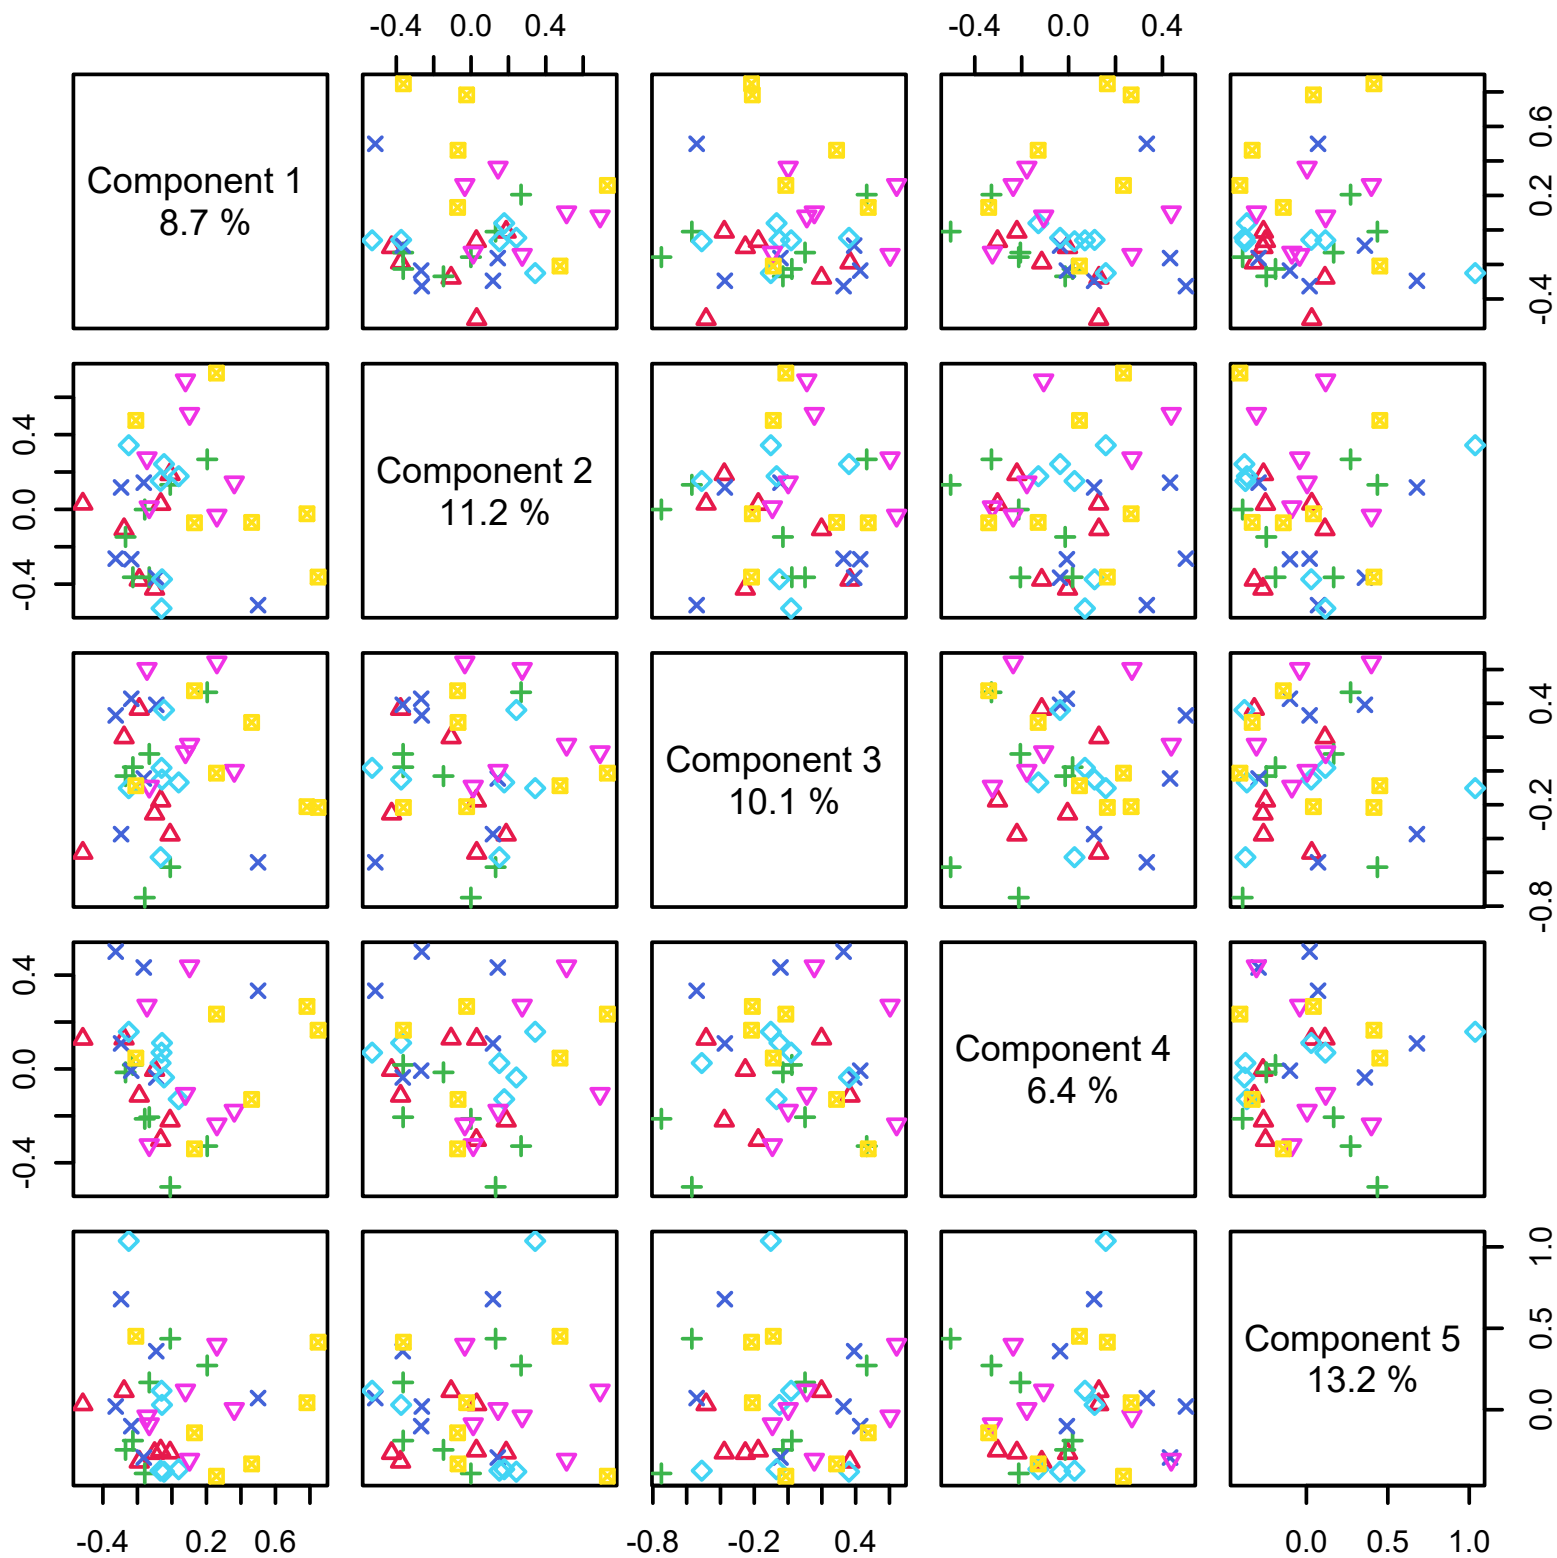 -0.4 0.0 0.4 -0.4 0.0 0.4
Component 1
8.7 %
-0.4 0.2 0.6
-0.4 0.0 0.4
Component 2
11.2 %
Component 3
10.1 %
-0.8 -0.2 0.4
-0.4 0.0 0.4
Component 4
6.4 %
Component 5
13.2 %
0.0 0.5 1.0
-0.4 0.2 0.6 -0.8 -0.2 0.4 0.0 0.5 1.0